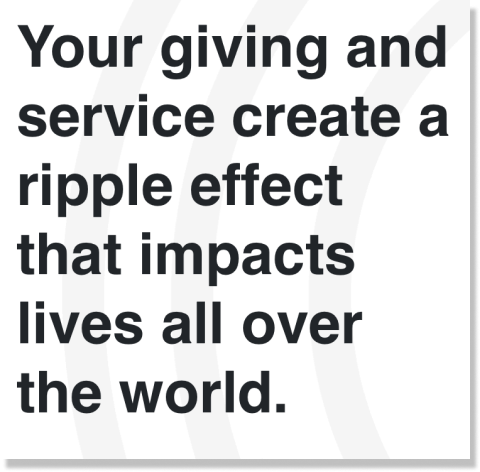 Your giving and
service create a
ripple effect
that impacts
lives all over
the world.